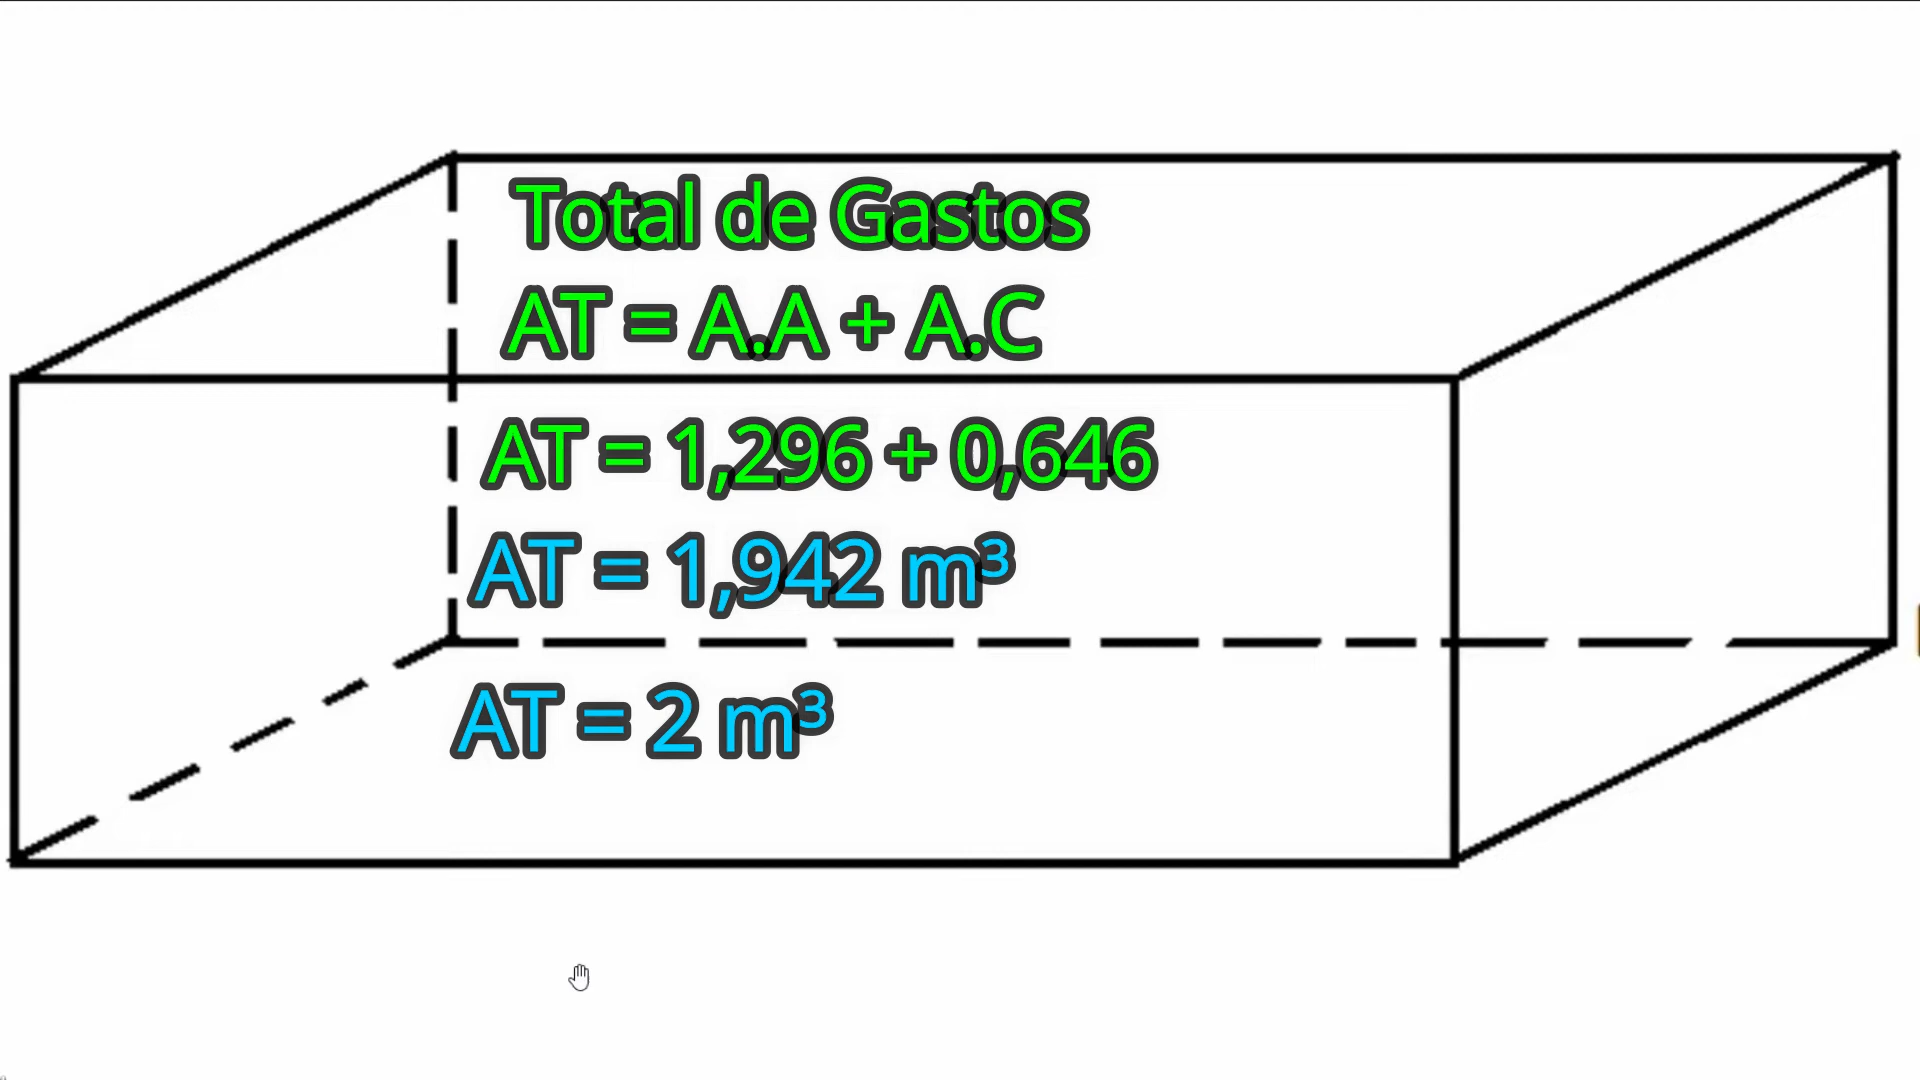 Total de Gastos
AT = A.A + A.C
AT = 1,296 + 0,646
AT = 1,942 m³
AT = 2 m³